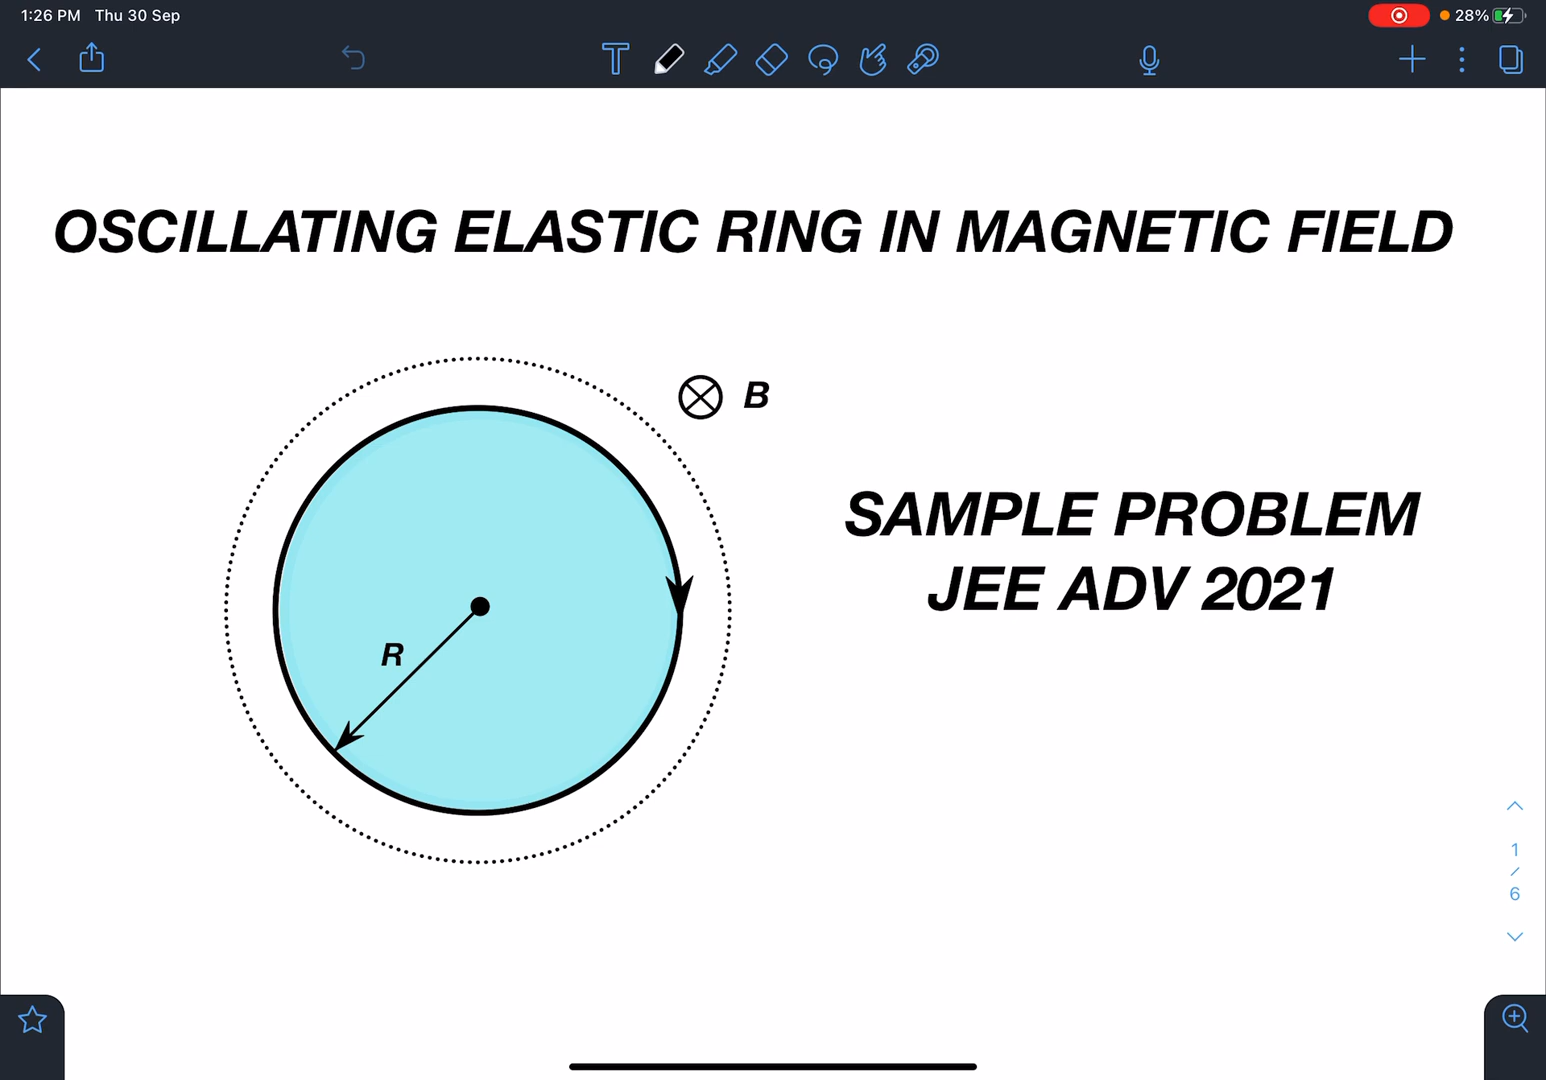 1:26 PM Thu 30 Sep
28%
OSCILLATING ELASTIC RING IN MAGNETIC FIELD
B
SAMPLE PROBLEM
JEE ADV 2021
R
1
/
6